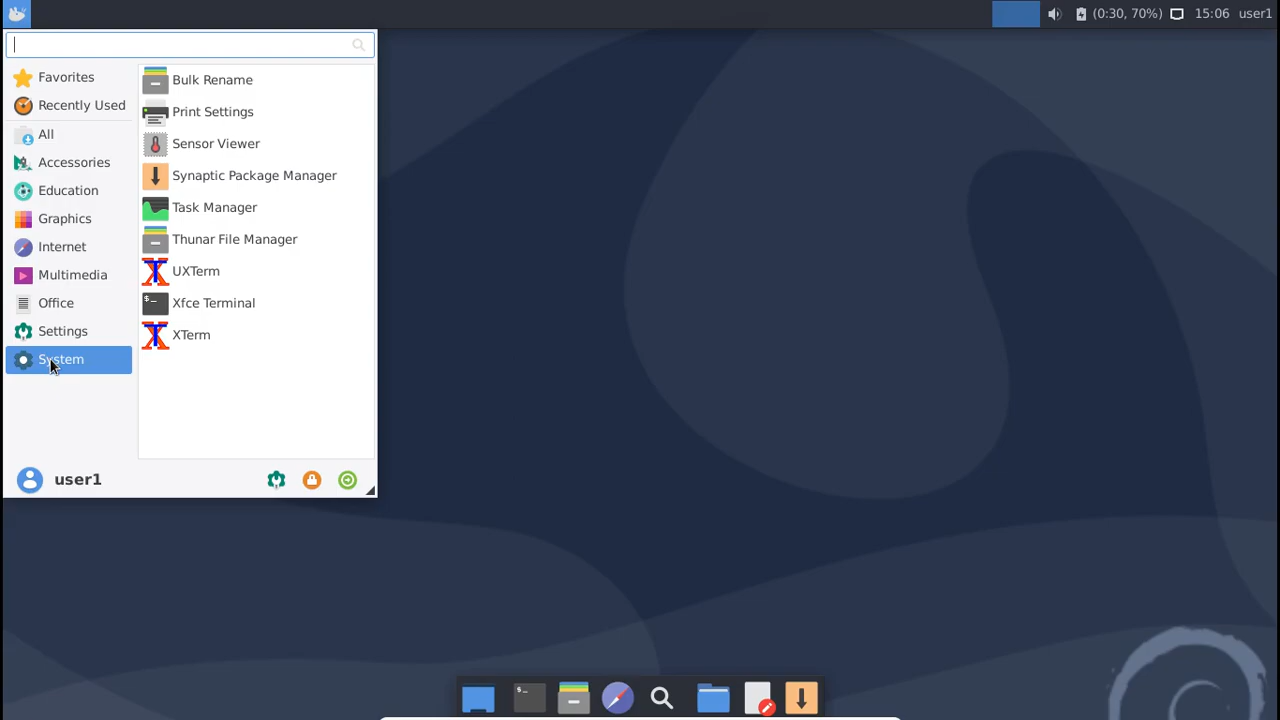 (0:30, 70%) 15:06 user1
Favorites
Recently Used
All
Accessories
Education
Graphics
Internet
Multimedia
Office
Settings
System
Bulk Rename
Print Settings
Sensor Viewer
Synaptic Package Manager
Task Manager
Thunar File Manager
UXTerm
$_ Xfce Terminal
XTerm
user1
$_